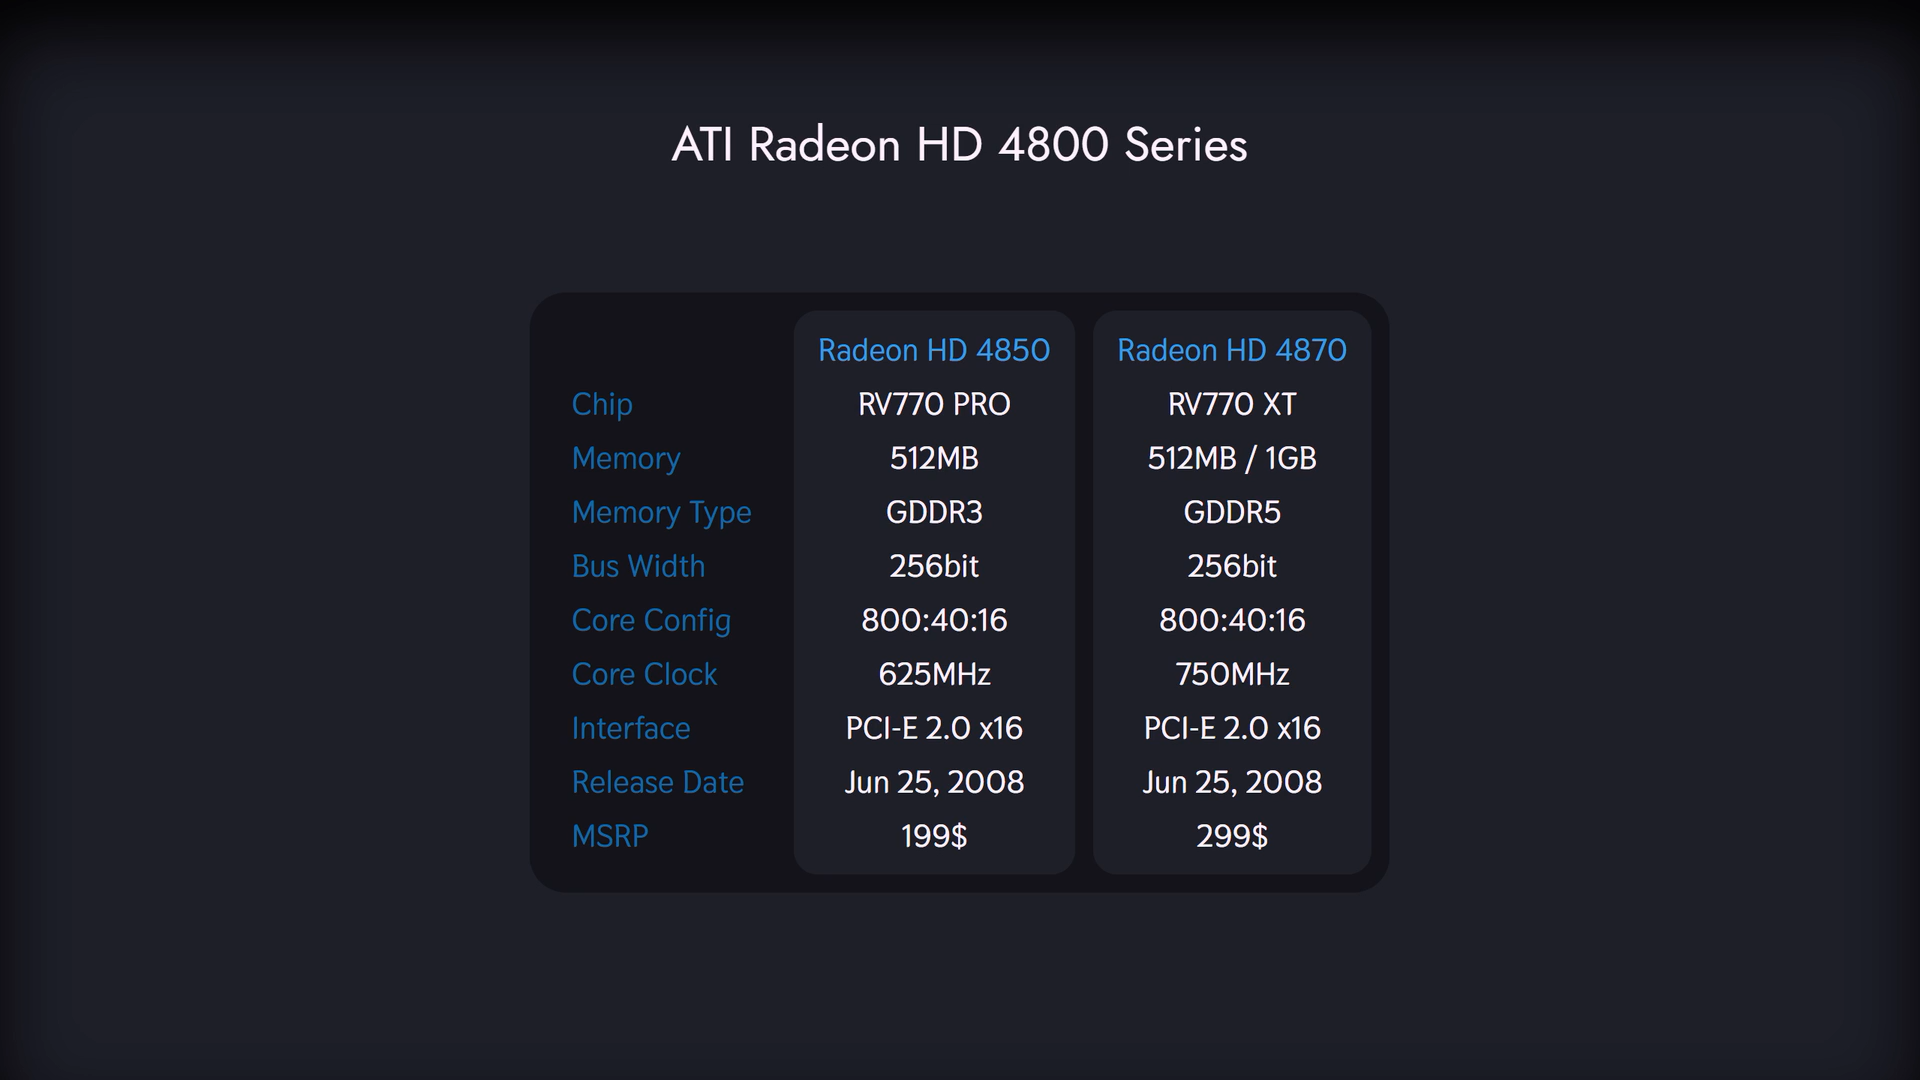 ATI Radeon HD 4800 Series
Radeon HD 4850 Radeon HD 4870
Chip RV770 PRO RV770 XT
Memory 512MB 512MB / 1GB
Memory Type GDDR3 GDDR5
Bus Width 256bit 256bit
Core Config 800:40:16 800:40:16
Core Clock 625MHz 750MHz
Interface PCI-E 2.0 x16 PCI-E 2.0 x16
Release Date Jun 25, 2008 Jun 25, 2008
MSRP 199$ 299$